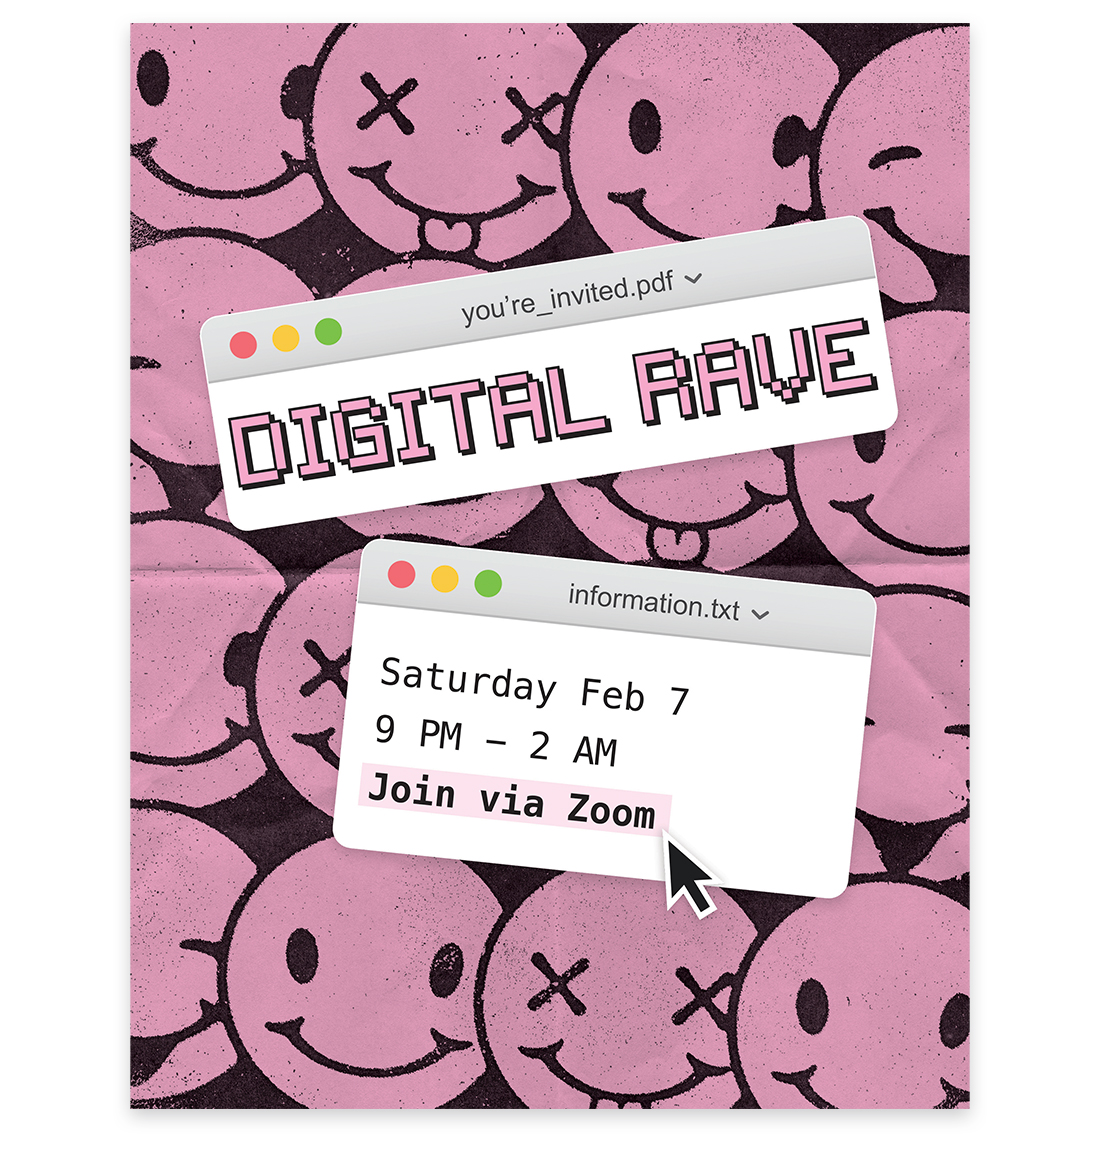 you’re_invited.pdf
DIGITAL RAVE
information.txt
Saturday Feb 7
9 PM – 2 AM
Join via Zoom